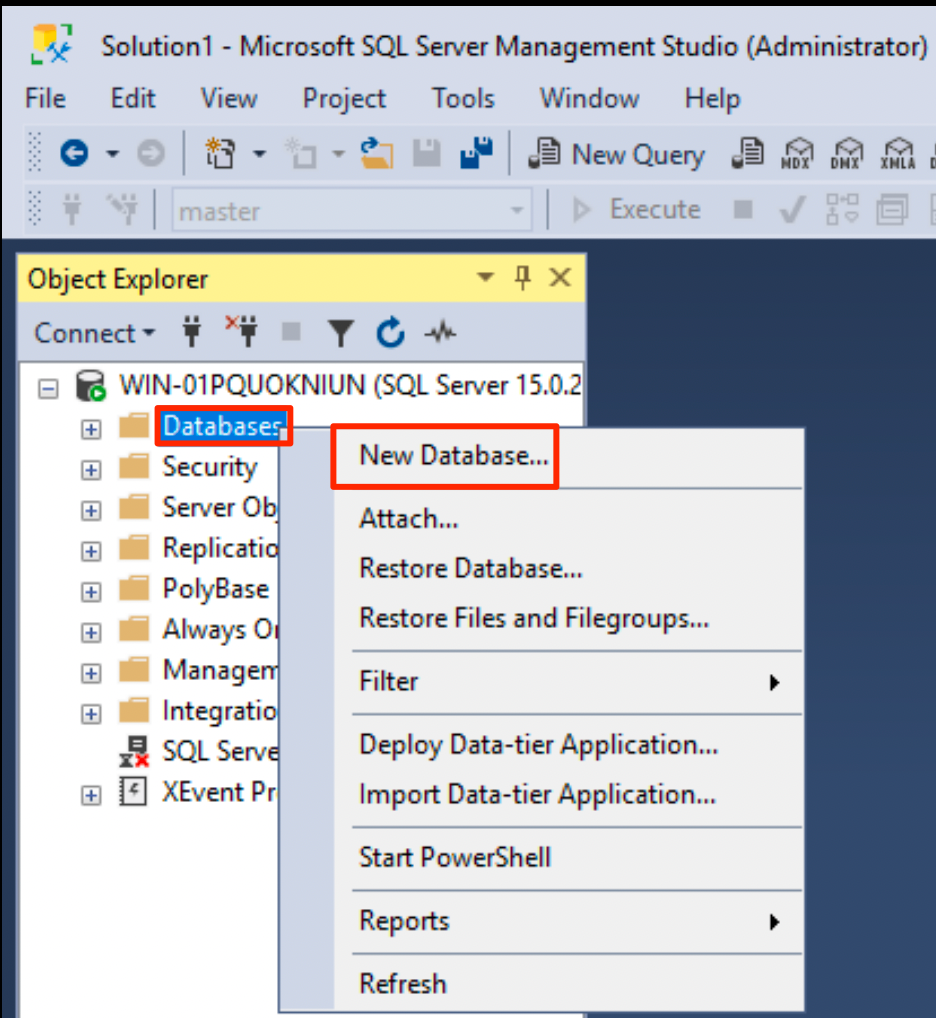 Solution1 - Microsoft SQL Server Management Studio (Administrator)
File Edit View Project Tools Window Help
New Query MDX DMX XMLA
master Execute
Object Explorer
Connect
WIN-01PQUOKNIUN (SQL Server 15.0.2
Databases
New Database...
Security
Server Obj
Attach...
Replicatio
Restore Database...
PolyBase
Restore Files and Filegroups...
Always On
Managem
Filter
Integratio
SQL Serve
Deploy Data-tier Application...
XEvent Pr
Import Data-tier Application...
Start PowerShell
Reports
Refresh